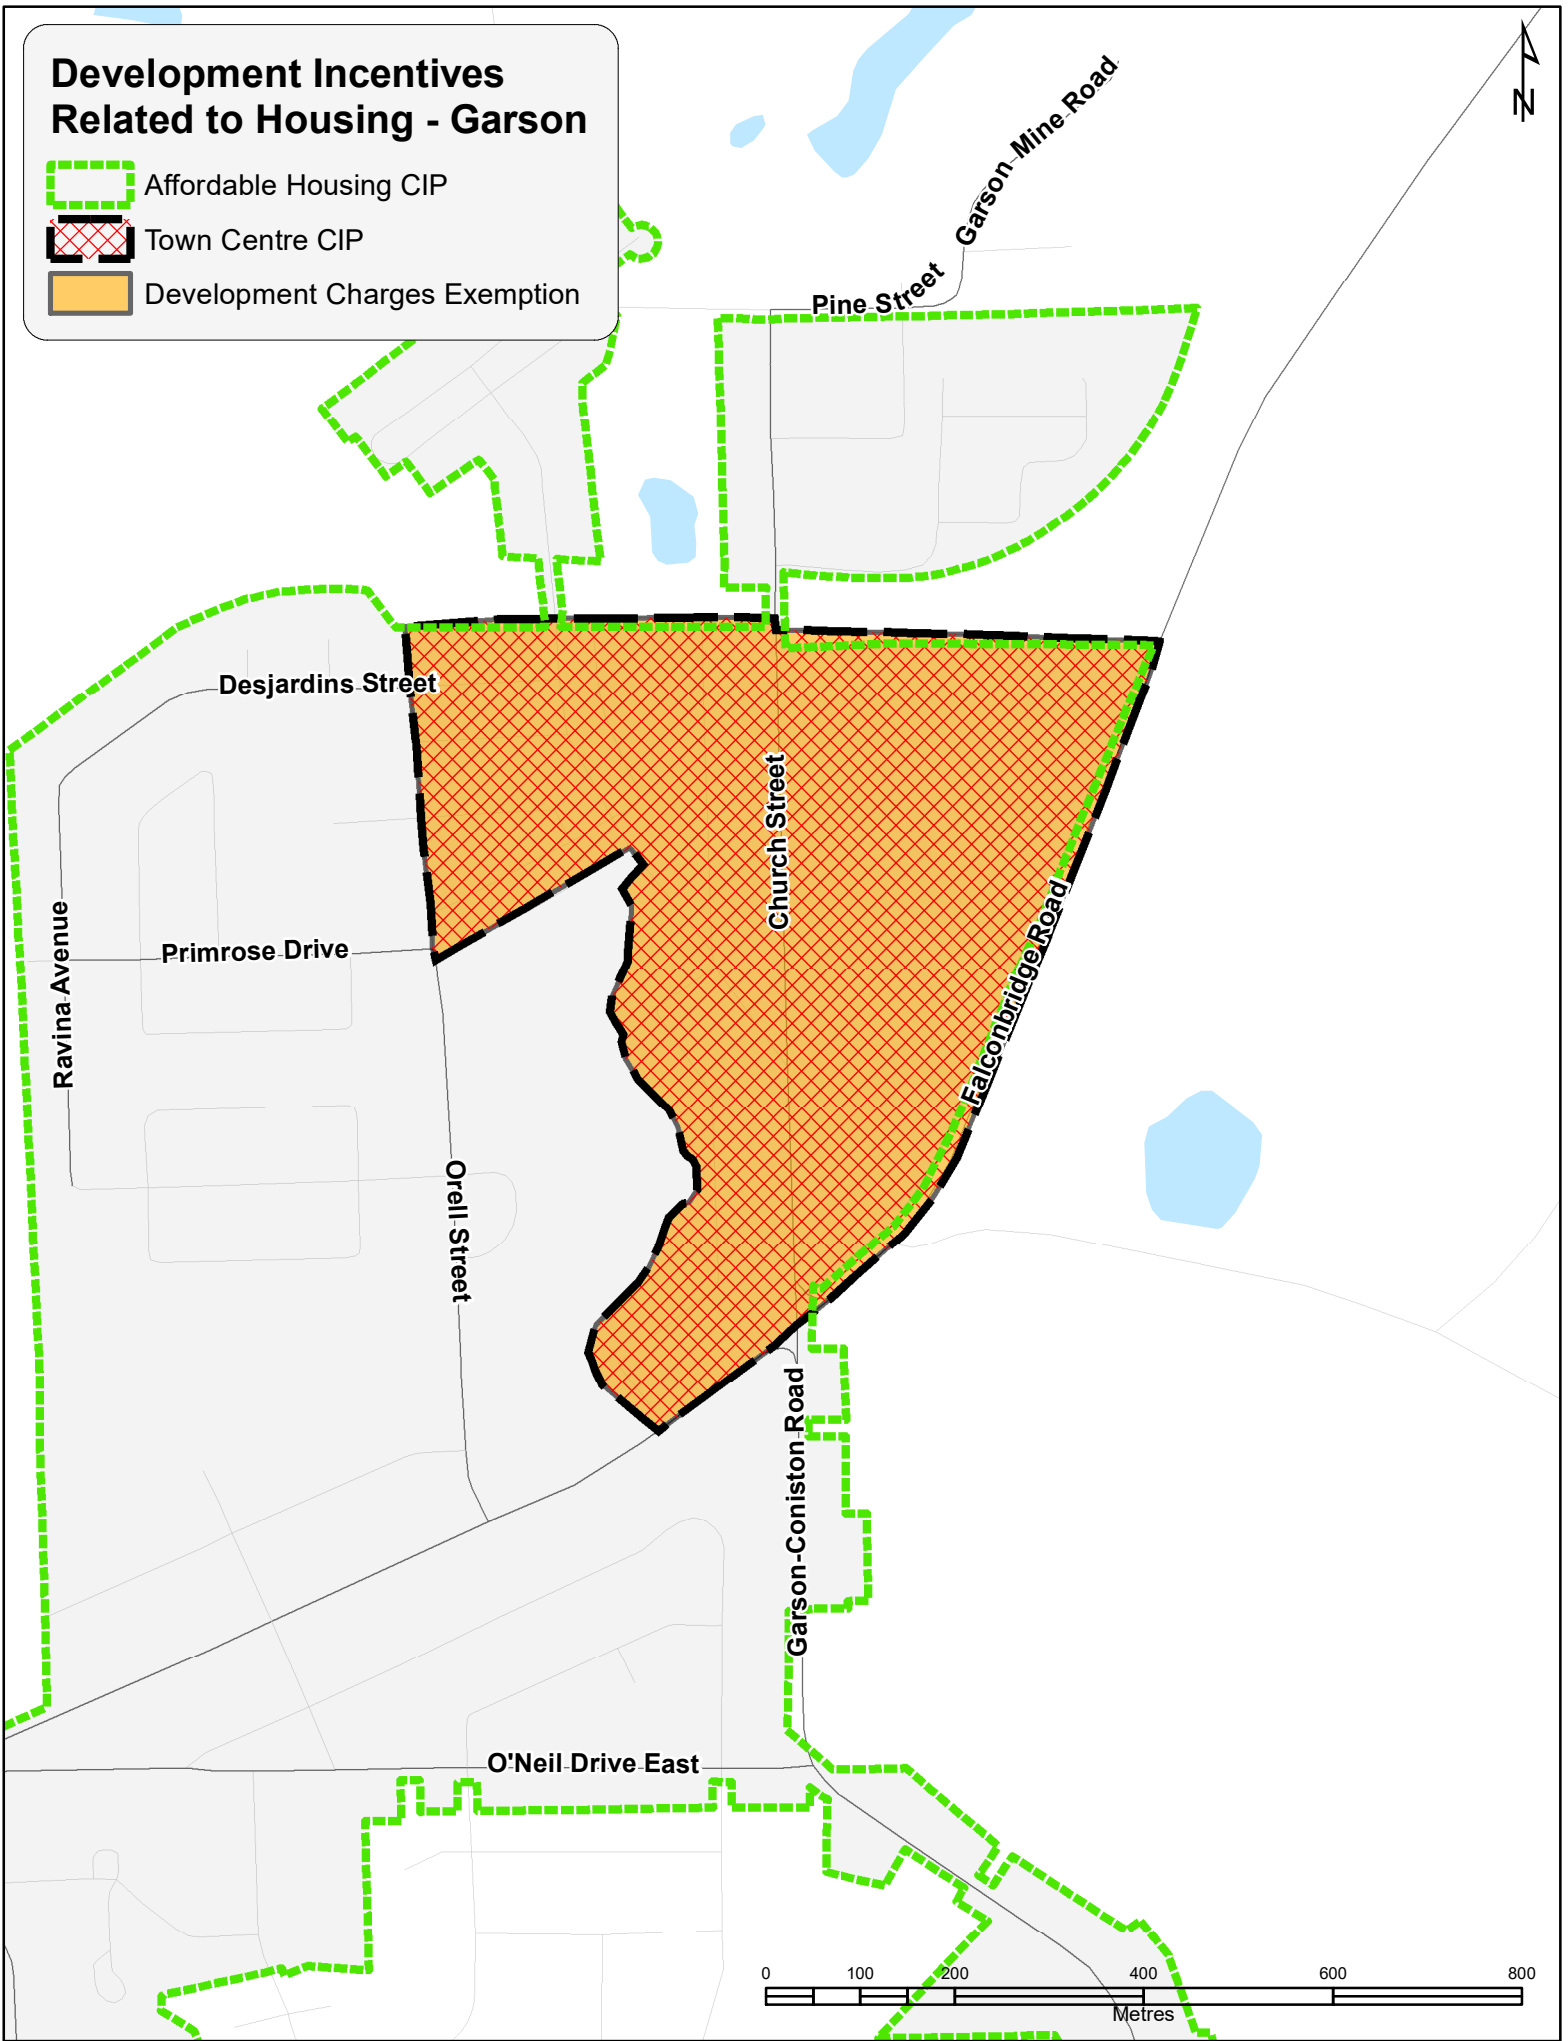 Development Incentives
Related to Housing - Garson
Affordable Housing CIP
Town Centre CIP
Development Charges Exemption
N
Garson Mine Road
Pine Street
Desjardins Street
Church Street
Falconbridge Road
Ravina Avenue
Primrose Drive
Orell Street
Garson-Coniston Road
O'Neil Drive East
0 100 200 400 600 800
Metres